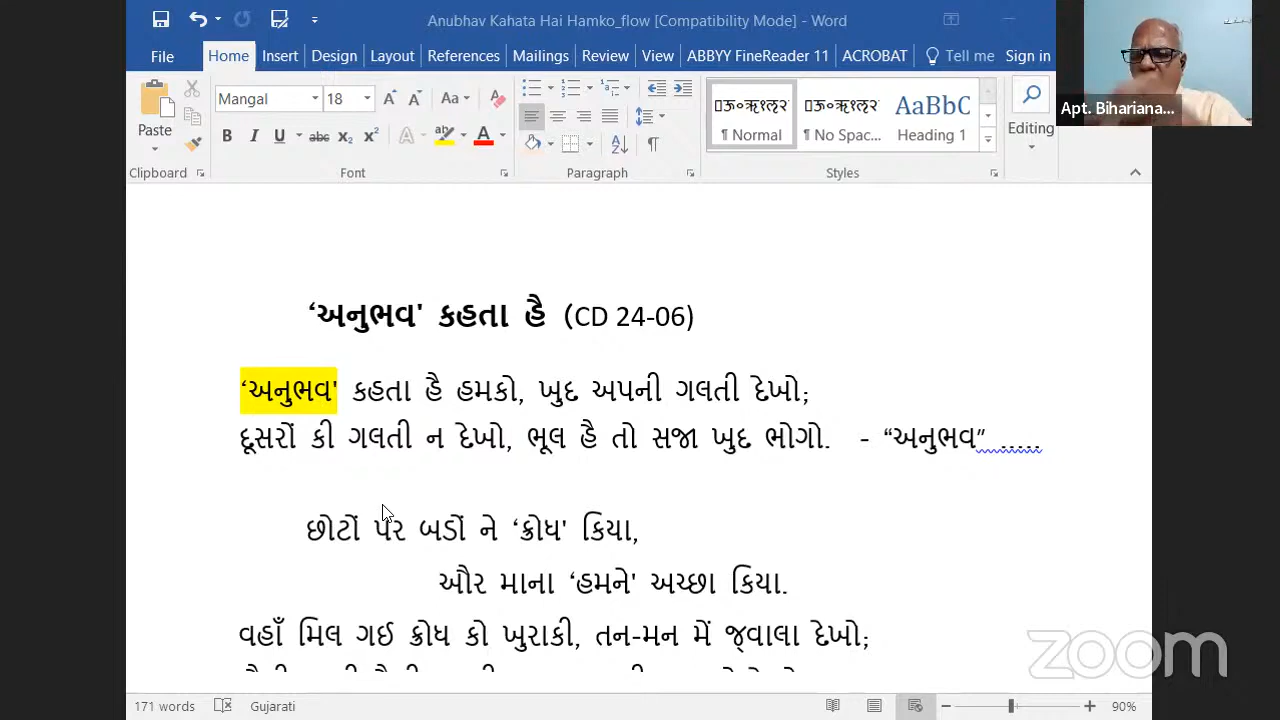 Anubhav Kahata Hai Hamko_flow [Compatibility Mode] - Word
File Home Insert Design Layout References Mailings Review View ABBYY FineReader 11 ACROBAT Tell me Sign in
Mangal 18
Paste
Editing
¶ Normal ¶ No Spac... Heading 1
AaBbC
Clipboard Font Paragraph Styles
Apt. Bihariana...
‘અનુભવ' કહતા હૈ (CD 24-06)
‘અનુભવ' કહતા હૈ હમકો, ખુદ અપની ગલતી દેખો;
દૂસરોં કી ગલતી ન દેખો, ભૂલ હૈ તો સજા ખુદ ભોગો. - “અનુભવ” .....
છોટોં પર બડોં ને ‘ક્રોધ' કિયા,
ઔર માના ‘હમને' અચ્છા કિયા.
વહાઁ મિલ ગઈ ક્રોધ કો ખુરાકી, તન-મન મેં જ્વાલા દેખો;
zoom
171 words Gujarati 90%